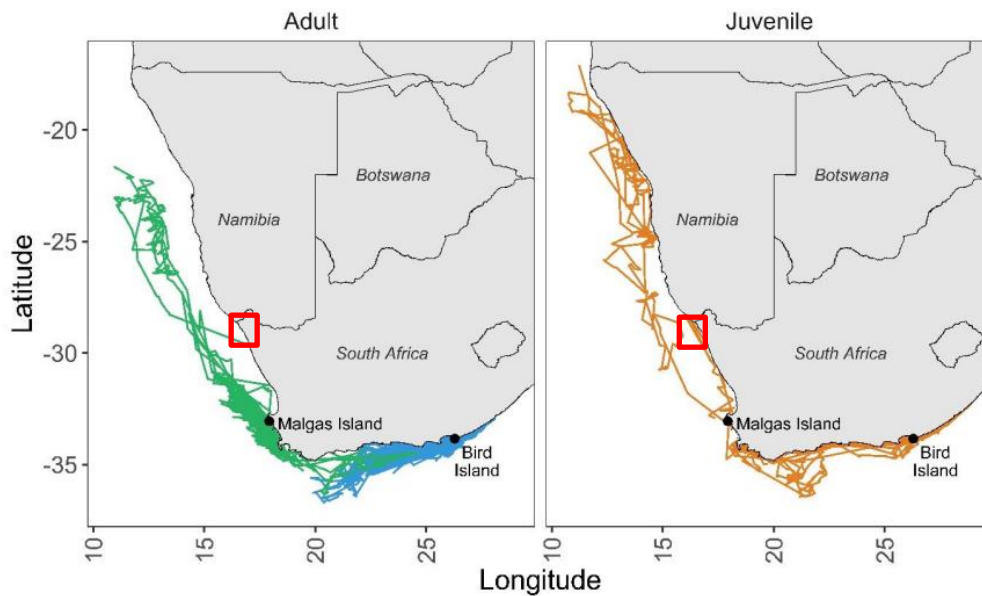 Adult
Juvenile
Latitude
-20
-25
-30
-35
Namibia
Botswana
South Africa
Malgas Island
Bird
Island
Namibia
Botswana
South Africa
Malgas Island
Bird
Island
10
15
20
25
10
15
20
25
Longitude